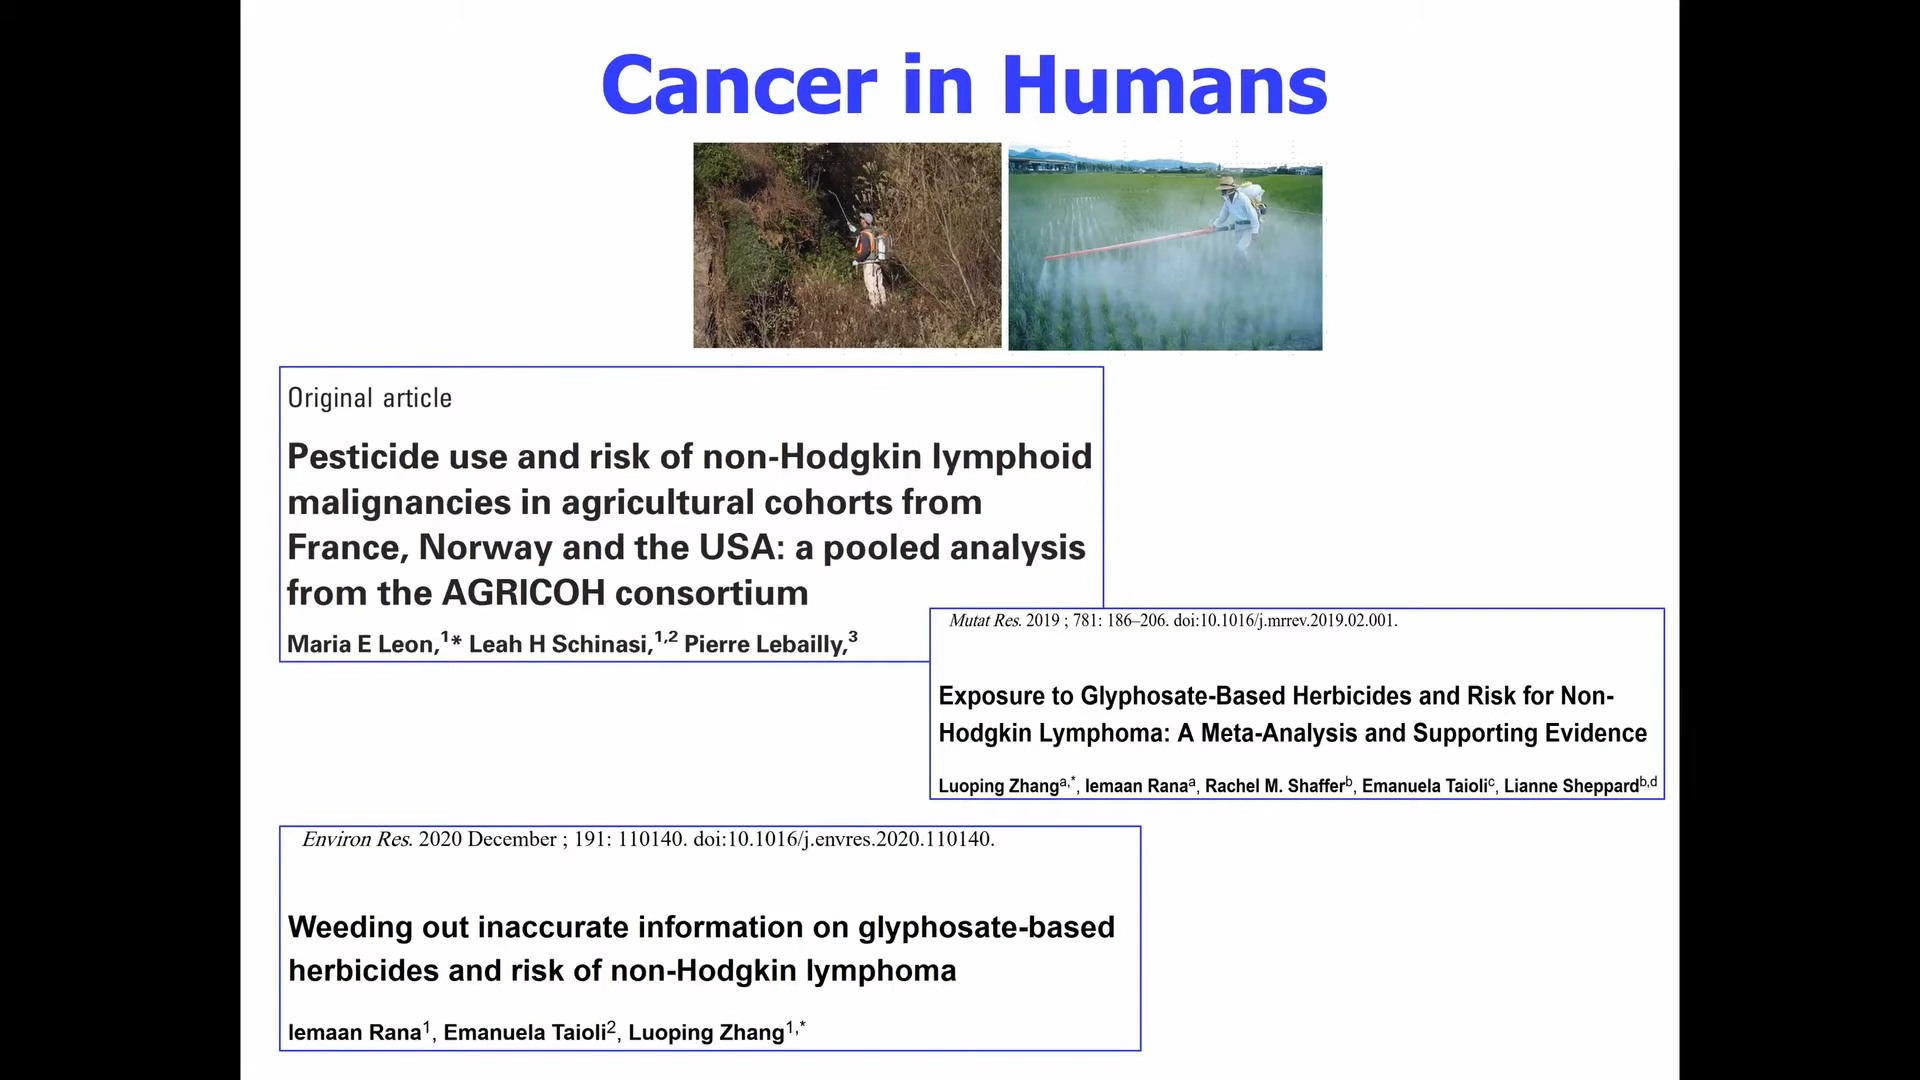 Cancer in Humans
Original article
Pesticide use and risk of non-Hodgkin lymphoid
malignancies in agricultural cohorts from
France, Norway and the USA: a pooled analysis
from the AGRICOH consortium
Maria E Leon,1* Leah H Schinasi,1,2 Pierre Lebailly,3
Mutat Res. 2019 ; 781: 186–206. doi:10.1016/j.mrrev.2019.02.001.
Exposure to Glyphosate-Based Herbicides and Risk for Non-
Hodgkin Lymphoma: A Meta-Analysis and Supporting Evidence
Luoping Zhanga,*, Iemaan Ranaa, Rachel M. Shafferb, Emanuela Taiolic, Lianne Sheppardb,d
Environ Res. 2020 December ; 191: 110140. doi:10.1016/j.envres.2020.110140.
Weeding out inaccurate information on glyphosate-based
herbicides and risk of non-Hodgkin lymphoma
Iemaan Rana1, Emanuela Taioli2, Luoping Zhang1,*